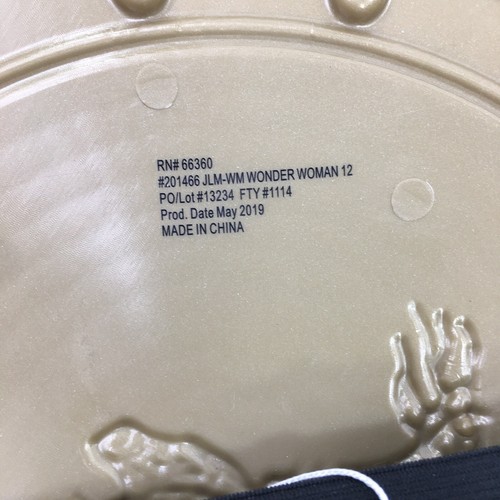 RN# 66360
#201466 JLM-WM WONDER WOMAN 12
PO/Lot #13234 FTY #1114
Prod. Date May 2019
MADE IN CHINA